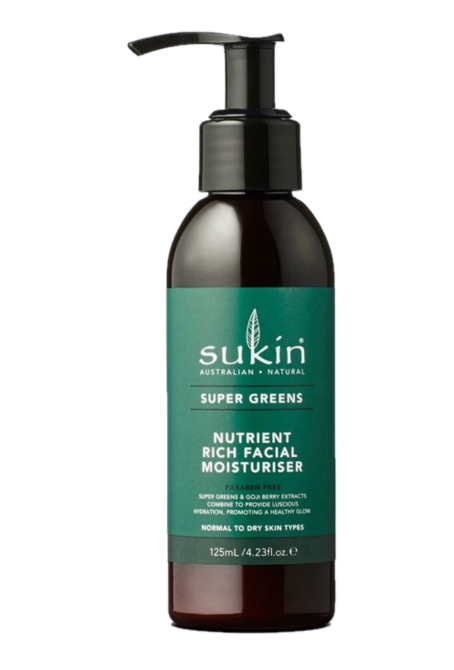 sukin®
AUSTRALIAN • NATURAL
SUPER GREENS
NUTRIENT
RICH FACIAL
MOISTURISER
PARABEN FREE
SUPER GREENS & GOJI BERRY EXTRACTS
COMBINE TO PROVIDE LUSCIOUS
HYDRATION, PROMOTING A HEALTHY GLOW
NORMAL TO DRY SKIN TYPES
125mL/4.23fl.oz.℮